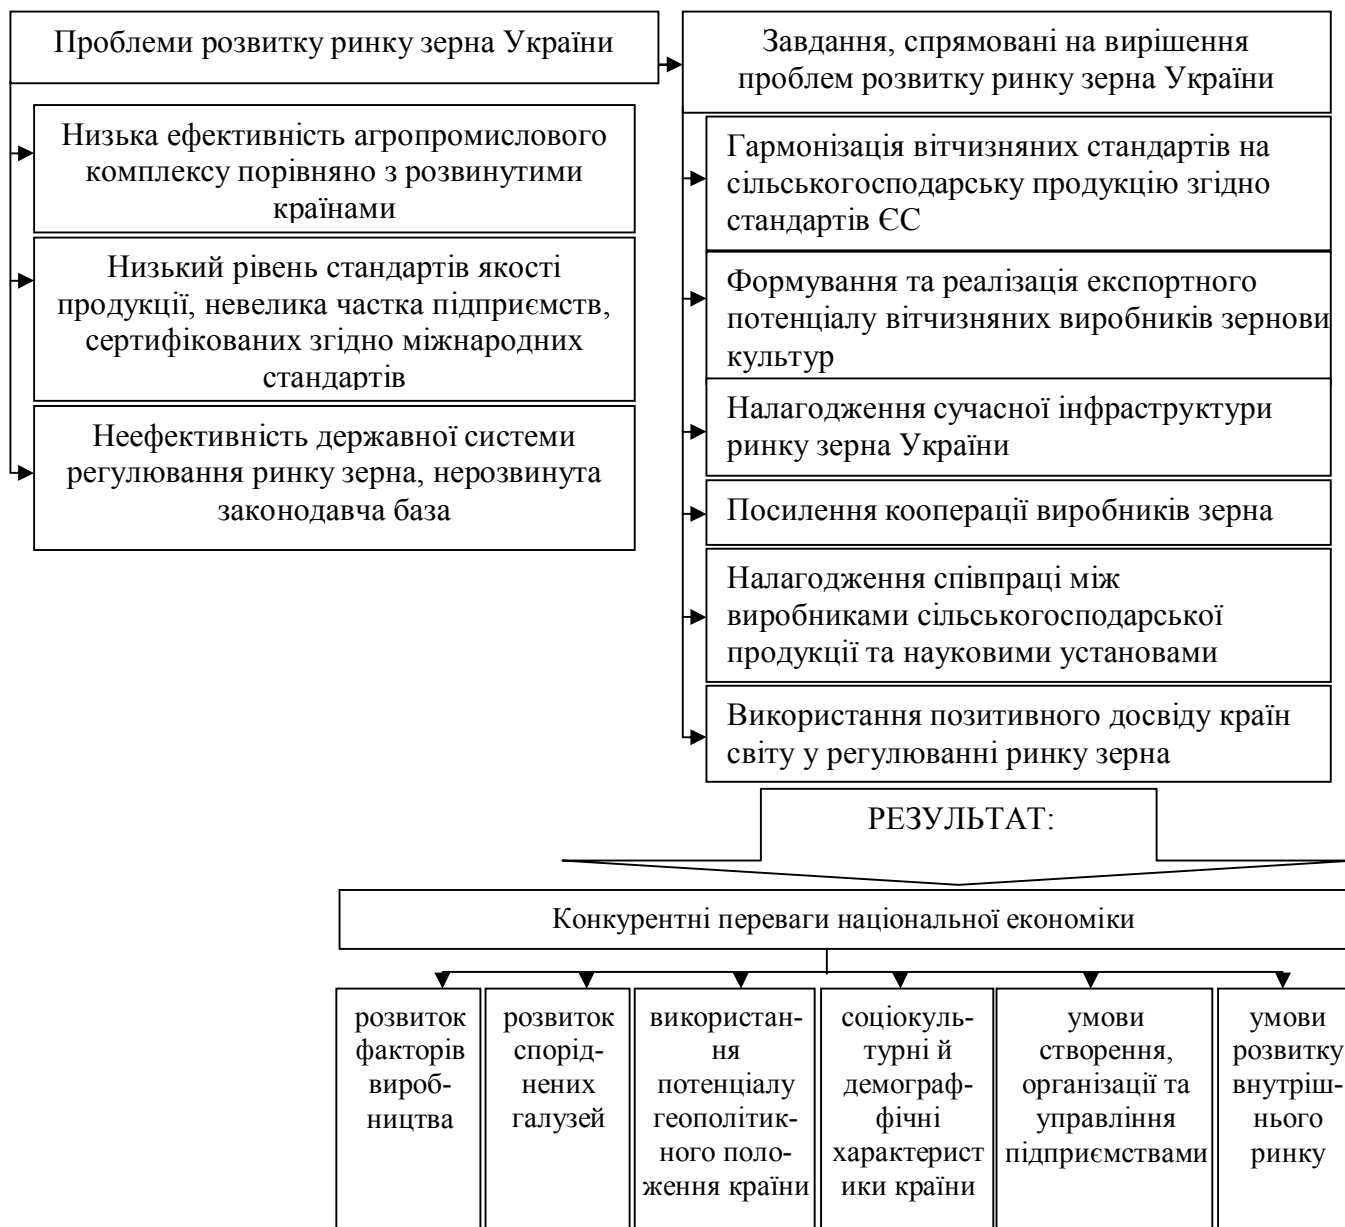 Проблеми розвитку ринку зерна України
Низька ефективність агропромислового
комплексу порівняно з розвинутими
країнами
Низький рівень стандартів якості
продукції, невелика частка підприємств,
сертифікованих згідно міжнародних
стандартів
Неефективність державної системи
регулювання ринку зерна, нерозвинута
законодавча база
Завдання, спрямовані на вирішення
проблем розвитку ринку зерна України
Гармонізація вітчизняних стандартів на
сільськогосподарську продукцію згідно
стандартів ЄС
Формування та реалізація експортного
потенціалу вітчизняних виробників зернови
культур
Налагодження сучасної інфраструктури
ринку зерна України
Посилення кооперації виробників зерна
Налагодження співпраці між
виробниками сільськогосподарської
продукції та науковими установами
Використання позитивного досвіду країн
світу у регулюванні ринку зерна
РЕЗУЛЬТАТ:
Конкурентні переваги національної економіки
розвиток
факторів
вироб-
ництва
розвиток
спорід-
нених
галузей
використан-
ня
потенціалу
геополітик-
ного поло-
ження країни
соціокуль-
турні й
демограф-
фічні
характерист
ики країни
умови
створення,
організації та
управління
підприємствами
умови
розвитку
внутріш-
нього
ринку